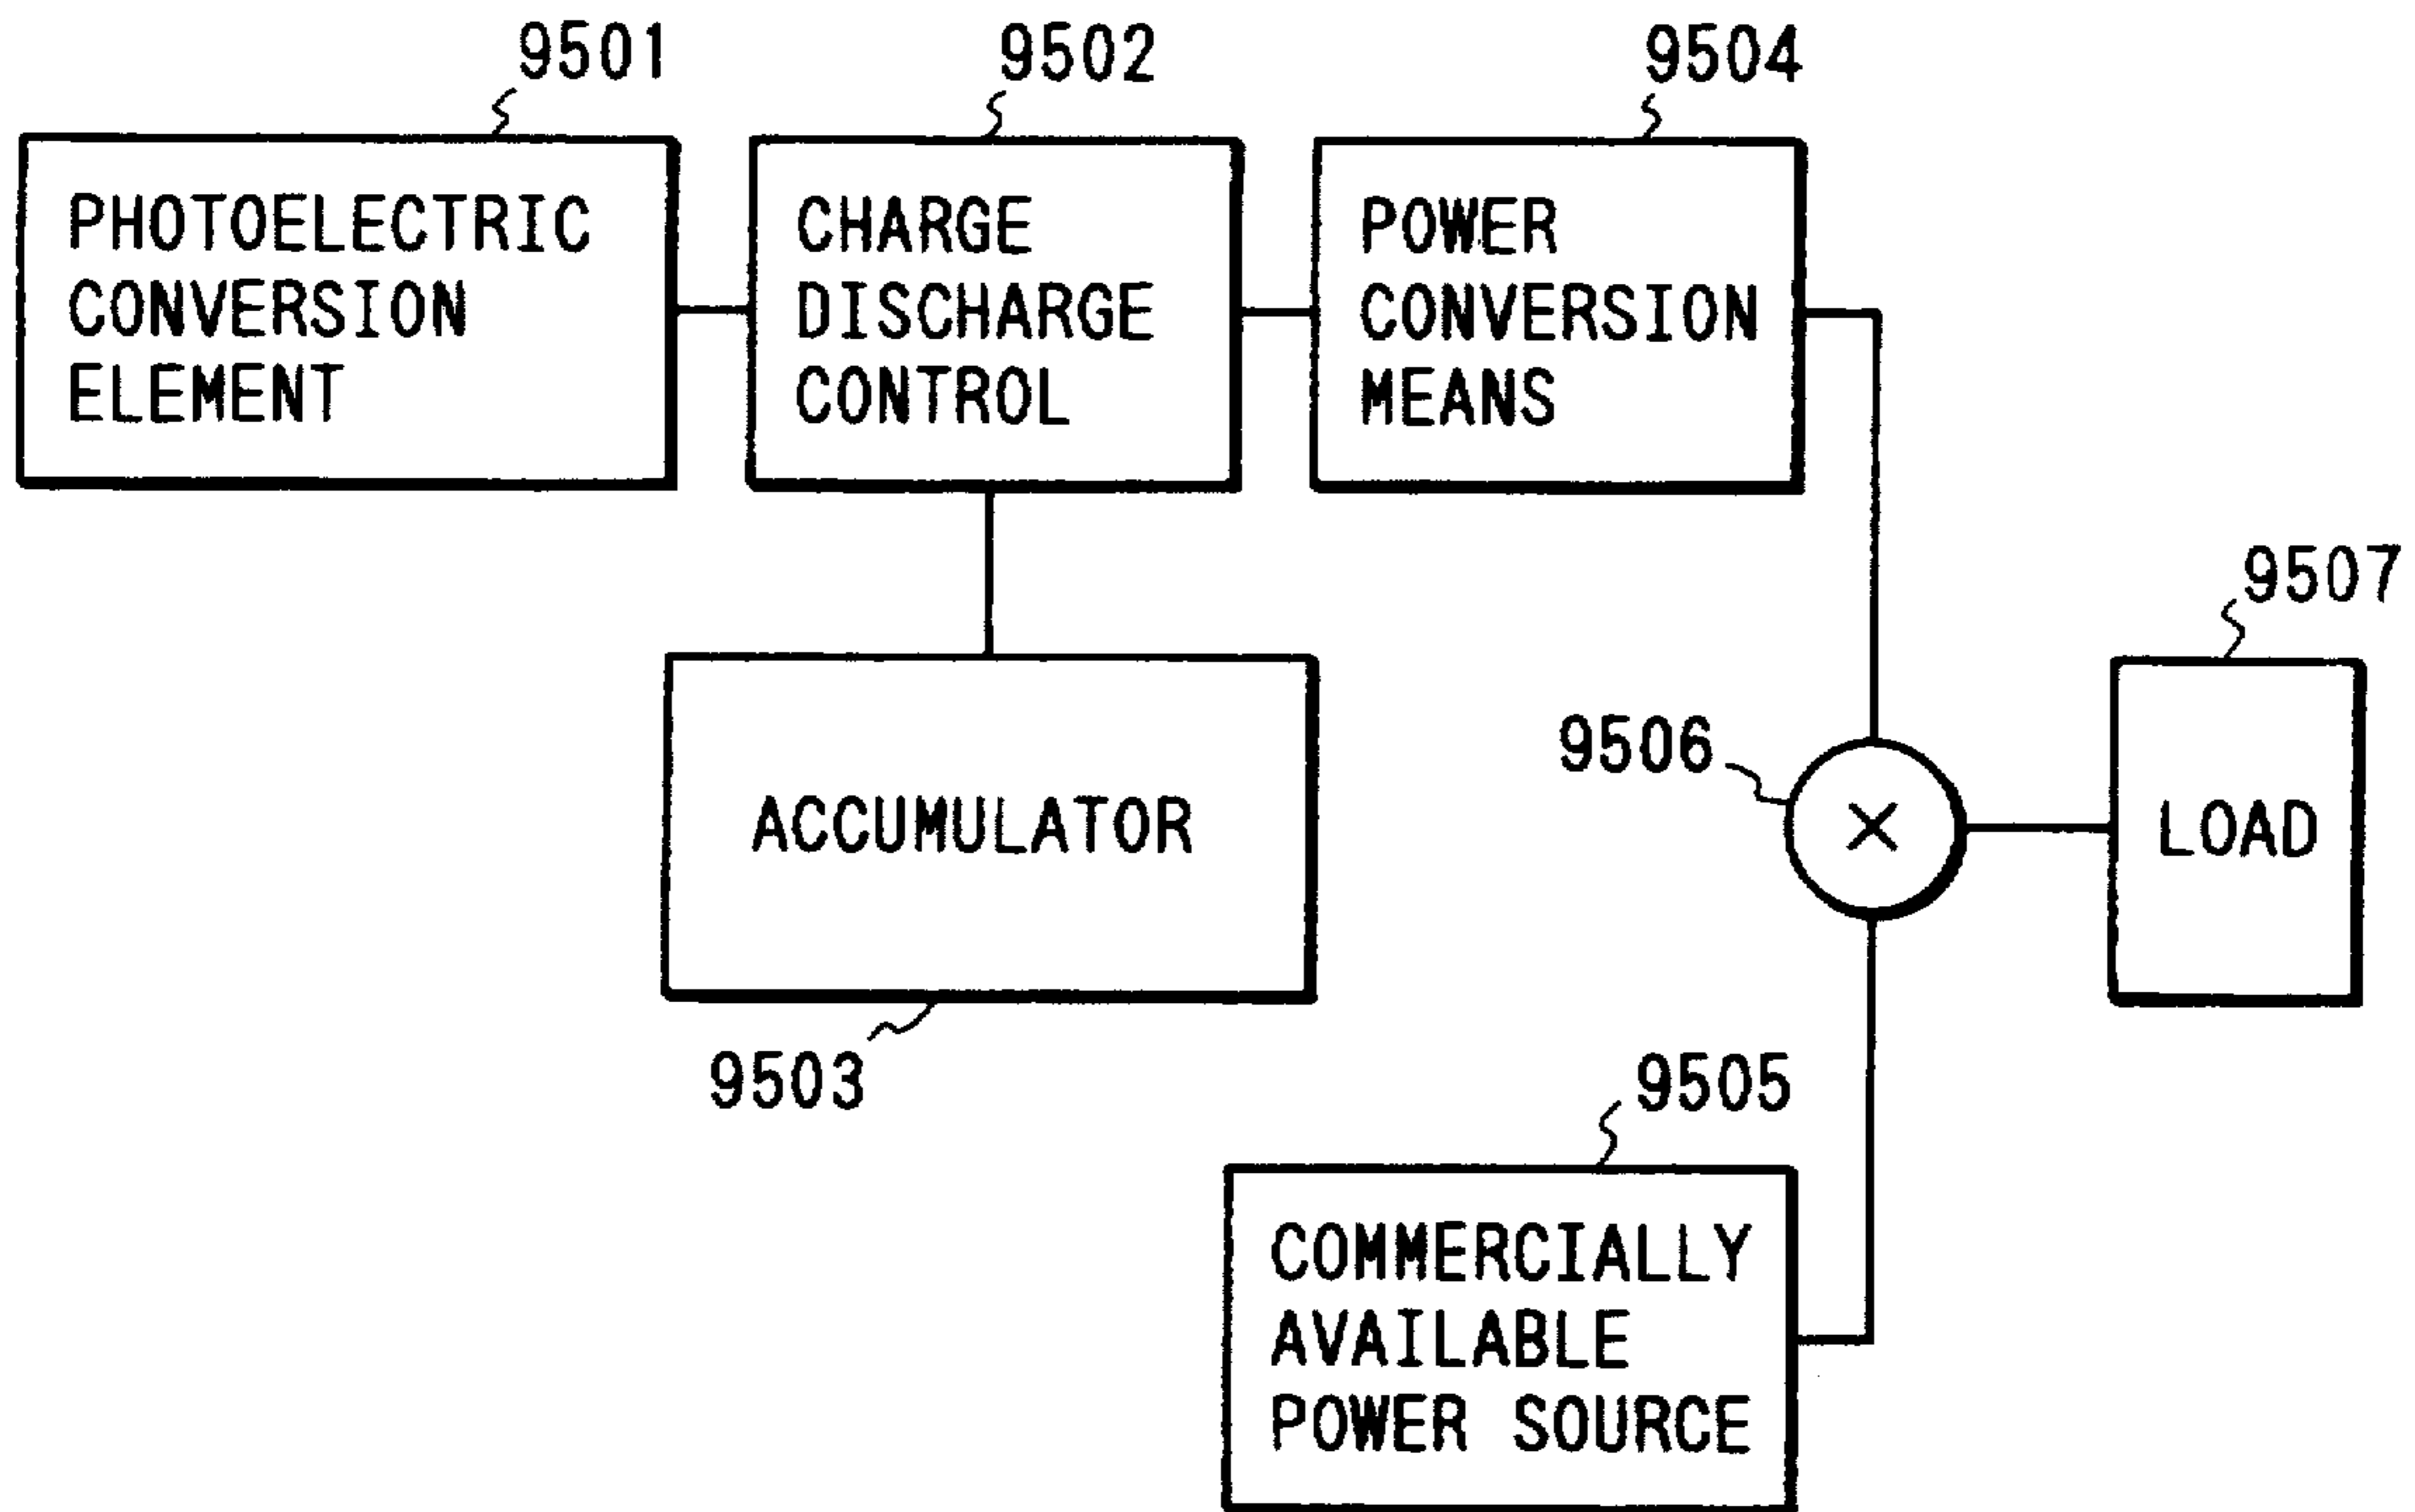 9501
PHOTOELECTRIC
CONVERSION
ELEMENT
9502
CHARGE
DISCHARGE
CONTROL
9504
POWER
CONVERSION
MEANS
ACCUMULATOR
9503
9506
×
9507
LOAD
9505
COMMERCIALLY
AVAILABLE
POWER SOURCE